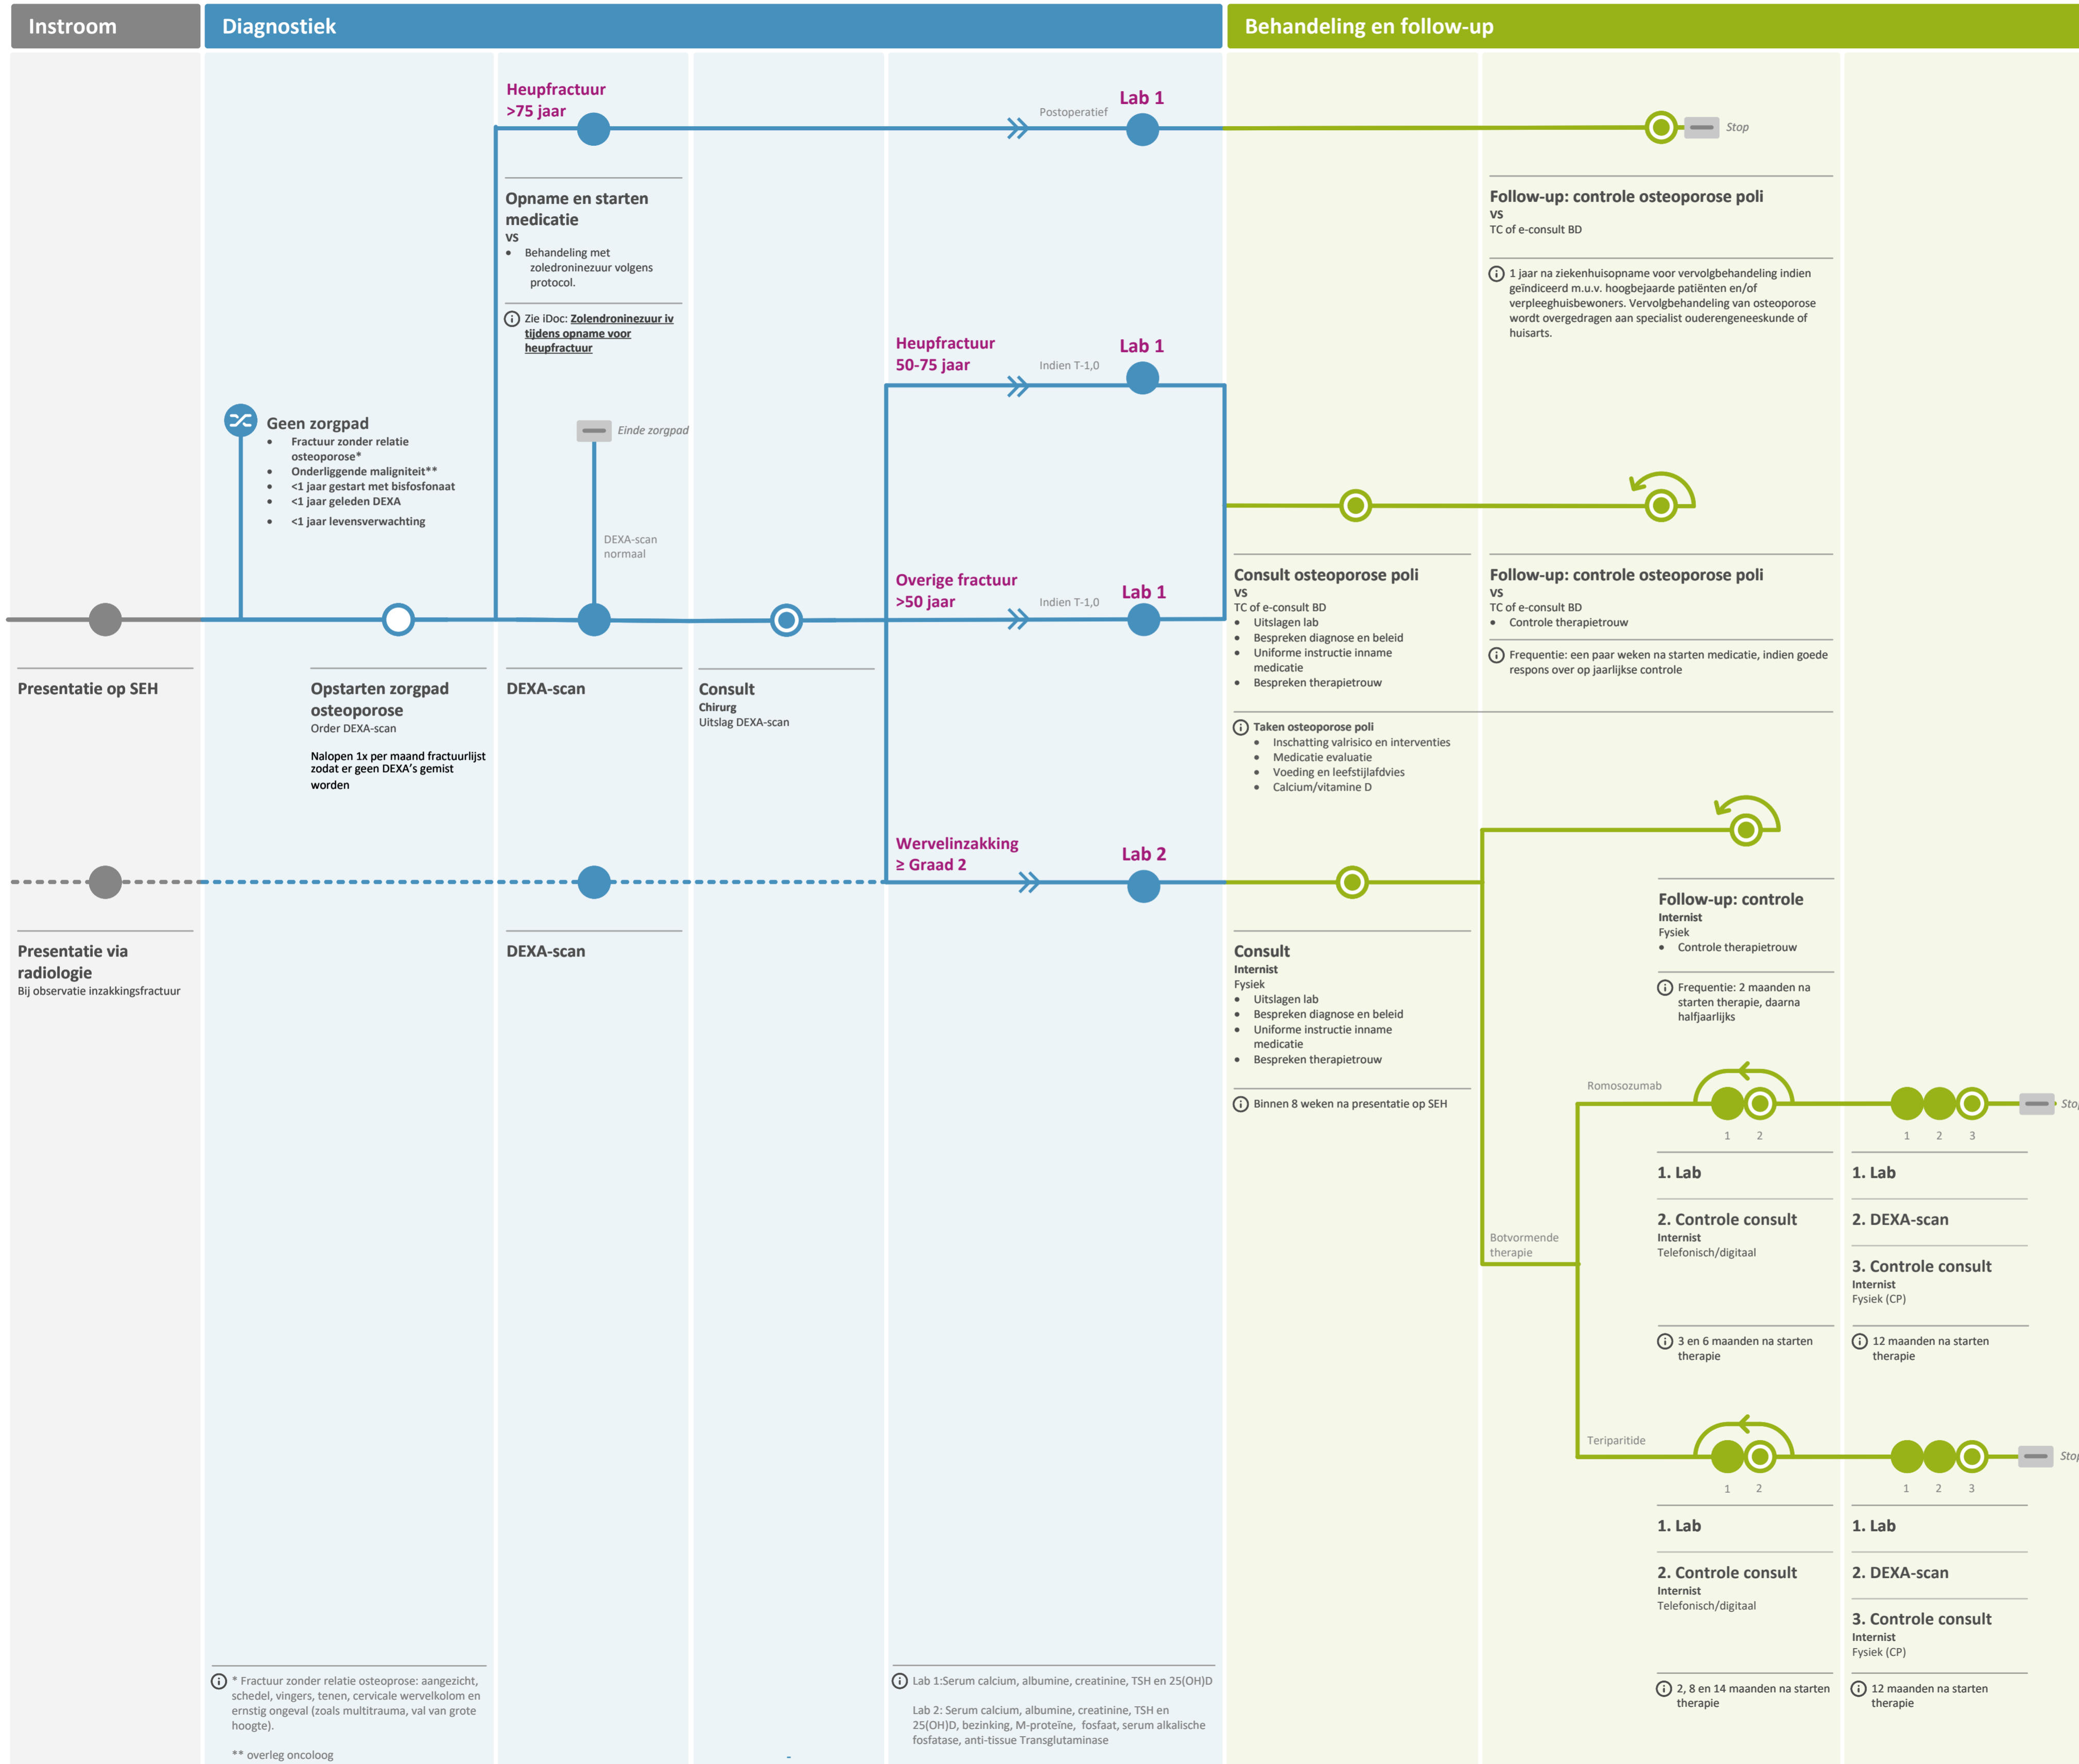 Instroom
Diagnostiek
Behandeling en follow-up
Heupfractuur
>75 jaar
Postoperatief
Lab 1
Stop
Opname en starten
medicatie
VS
• Behandeling met
zoledroninezuur volgens
protocol.
Zie iDoc: Zolendroninezuur iv
tijdens opname voor
heupfractuur
Follow-up: controle osteoporose poli
VS
TC of e-consult BD
1 jaar na ziekenhuisopname voor vervolgbehandeling indien
geïndiceerd m.u.v. hoogbejaarde patiënten en/of
verpleeghuisbewoners. Vervolgbehandeling van osteoporose
wordt overgedragen aan specialist ouderengeneeskunde of
huisarts.
Heupfractuur
50-75 jaar
Indien T-1,0
Lab 1
Geen zorgpad
• Fractuur zonder relatie
osteoporose*
• Onderliggende maligniteit**
• <1 jaar gestart met bisfosfonaat
• <1 jaar geleden DEXA
• <1 jaar levensverwachting
Einde zorgpad
DEXA-scan
normaal
Overige fractuur
>50 jaar
Indien T-1,0
Lab 1
Presentatie op SEH
Opstarten zorgpad
osteoporose
Order DEXA-scan
Nalopen 1x per maand fractuurlijst
zodat er geen DEXA's gemist
worden
DEXA-scan
Consult
Chirurg
Uitslag DEXA-scan
Consult osteoporose poli
VS
TC of e-consult BD
• Uitslagen lab
• Bespreken diagnose en beleid
• Uniforme instructie inname
medicatie
• Bespreken therapietrouw
Follow-up: controle osteoporose poli
VS
TC of e-consult BD
• Controle therapietrouw
Frequentie: een paar weken na starten medicatie, indien goede
respons over op jaarlijkse controle
Taken osteoporose poli
• Inschatting valrisico en interventies
• Medicatie evaluatie
• Voeding en leefstijlafdvies
• Calcium/vitamine D
Wervelinzakking
≥ Graad 2
Lab 2
Presentatie via
radiologie
Bij observatie inzakkingsfractuur
DEXA-scan
Consult
Internist
Fysiek
• Uitslagen lab
• Bespreken diagnose en beleid
• Uniforme instructie inname
medicatie
• Bespreken therapietrouw
Binnen 8 weken na presentatie op SEH
Follow-up: controle
Internist
Fysiek
• Controle therapietrouw
Frequentie: 2 maanden na
starten therapie, daarna
halfjaarlijks
Botvormende
therapie
Romosozumab
1 2
1 2 3
Stop
1. Lab
2. Controle consult
Internist
Telefonisch/digitaal
3 en 6 maanden na starten
therapie
1. Lab
2. DEXA-scan
3. Controle consult
Internist
Fysiek (CP)
12 maanden na starten
therapie
Teriparitide
1 2
1 2 3
Stop
1. Lab
2. Controle consult
Internist
Telefonisch/digitaal
2, 8 en 14 maanden na starten
therapie
1. Lab
2. DEXA-scan
3. Controle consult
Internist
Fysiek (CP)
12 maanden na starten
therapie
* Fractuur zonder relatie osteoprose: aangezicht,
schedel, vingers, tenen, cervicale wervelkolom en
ernstig ongeval (zoals multitrauma, val van grote
hoogte).
** overleg oncoloog
-
Lab 1:Serum calcium, albumine, creatinine, TSH en 25(OH)D
Lab 2: Serum calcium, albumine, creatinine, TSH en
25(OH)D, bezinking, M-proteïne, fosfaat, serum alkalische
fosfatase, anti-tissue Transglutaminase